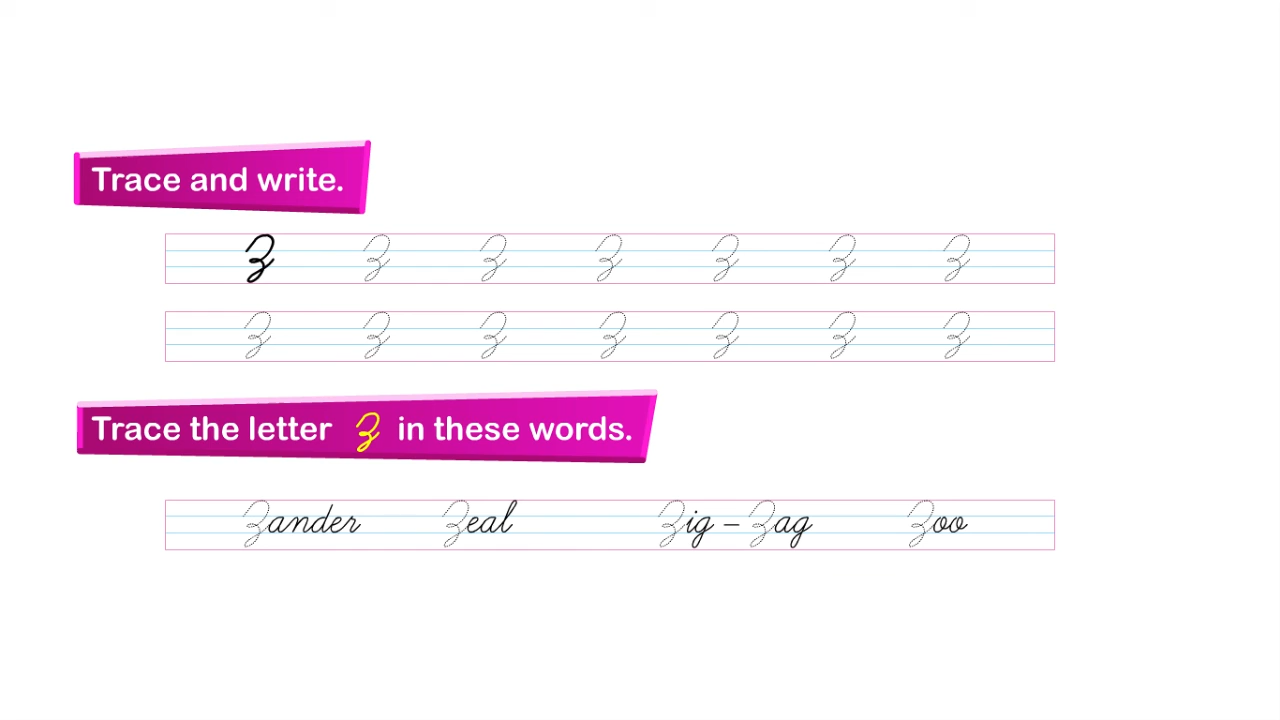 Trace and write.
Z Z Z Z Z Z Z
Z Z Z Z Z Z Z
Trace the letter Z in these words.
Zander Zeal Zig – Zag Zoo